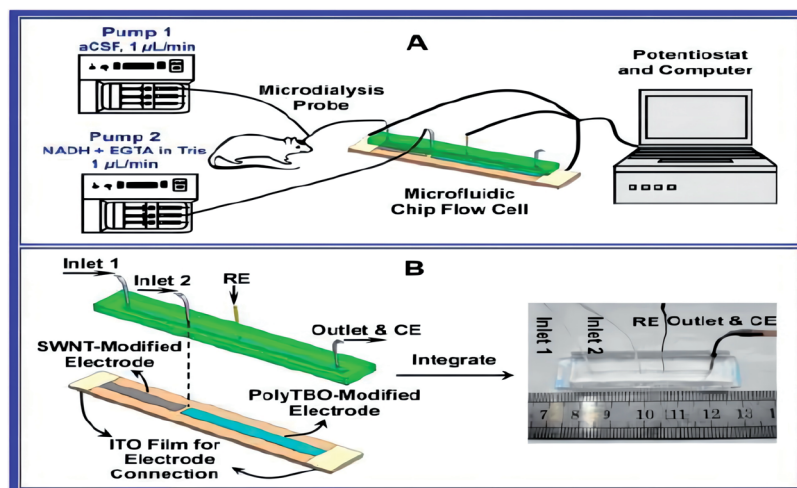 Pump 1
aCSF, 1 µL/min
A
Potentiostat
and Computer
Microdialysis
Probe
Pump 2
NADH + EGTA in Tris
1 µL/min
Microfluidic
Chip Flow Cell
B
Inlet 1
Inlet 2
RE
Outlet & CE
SWNT-Modified
Electrode
PolyTBO-Modified
Electrode
ITO Film for
Electrode
Connection
Integrate
Inlet 1
Inlet 2
RE
Outlet & CE
7 8 9 10 11 12 13